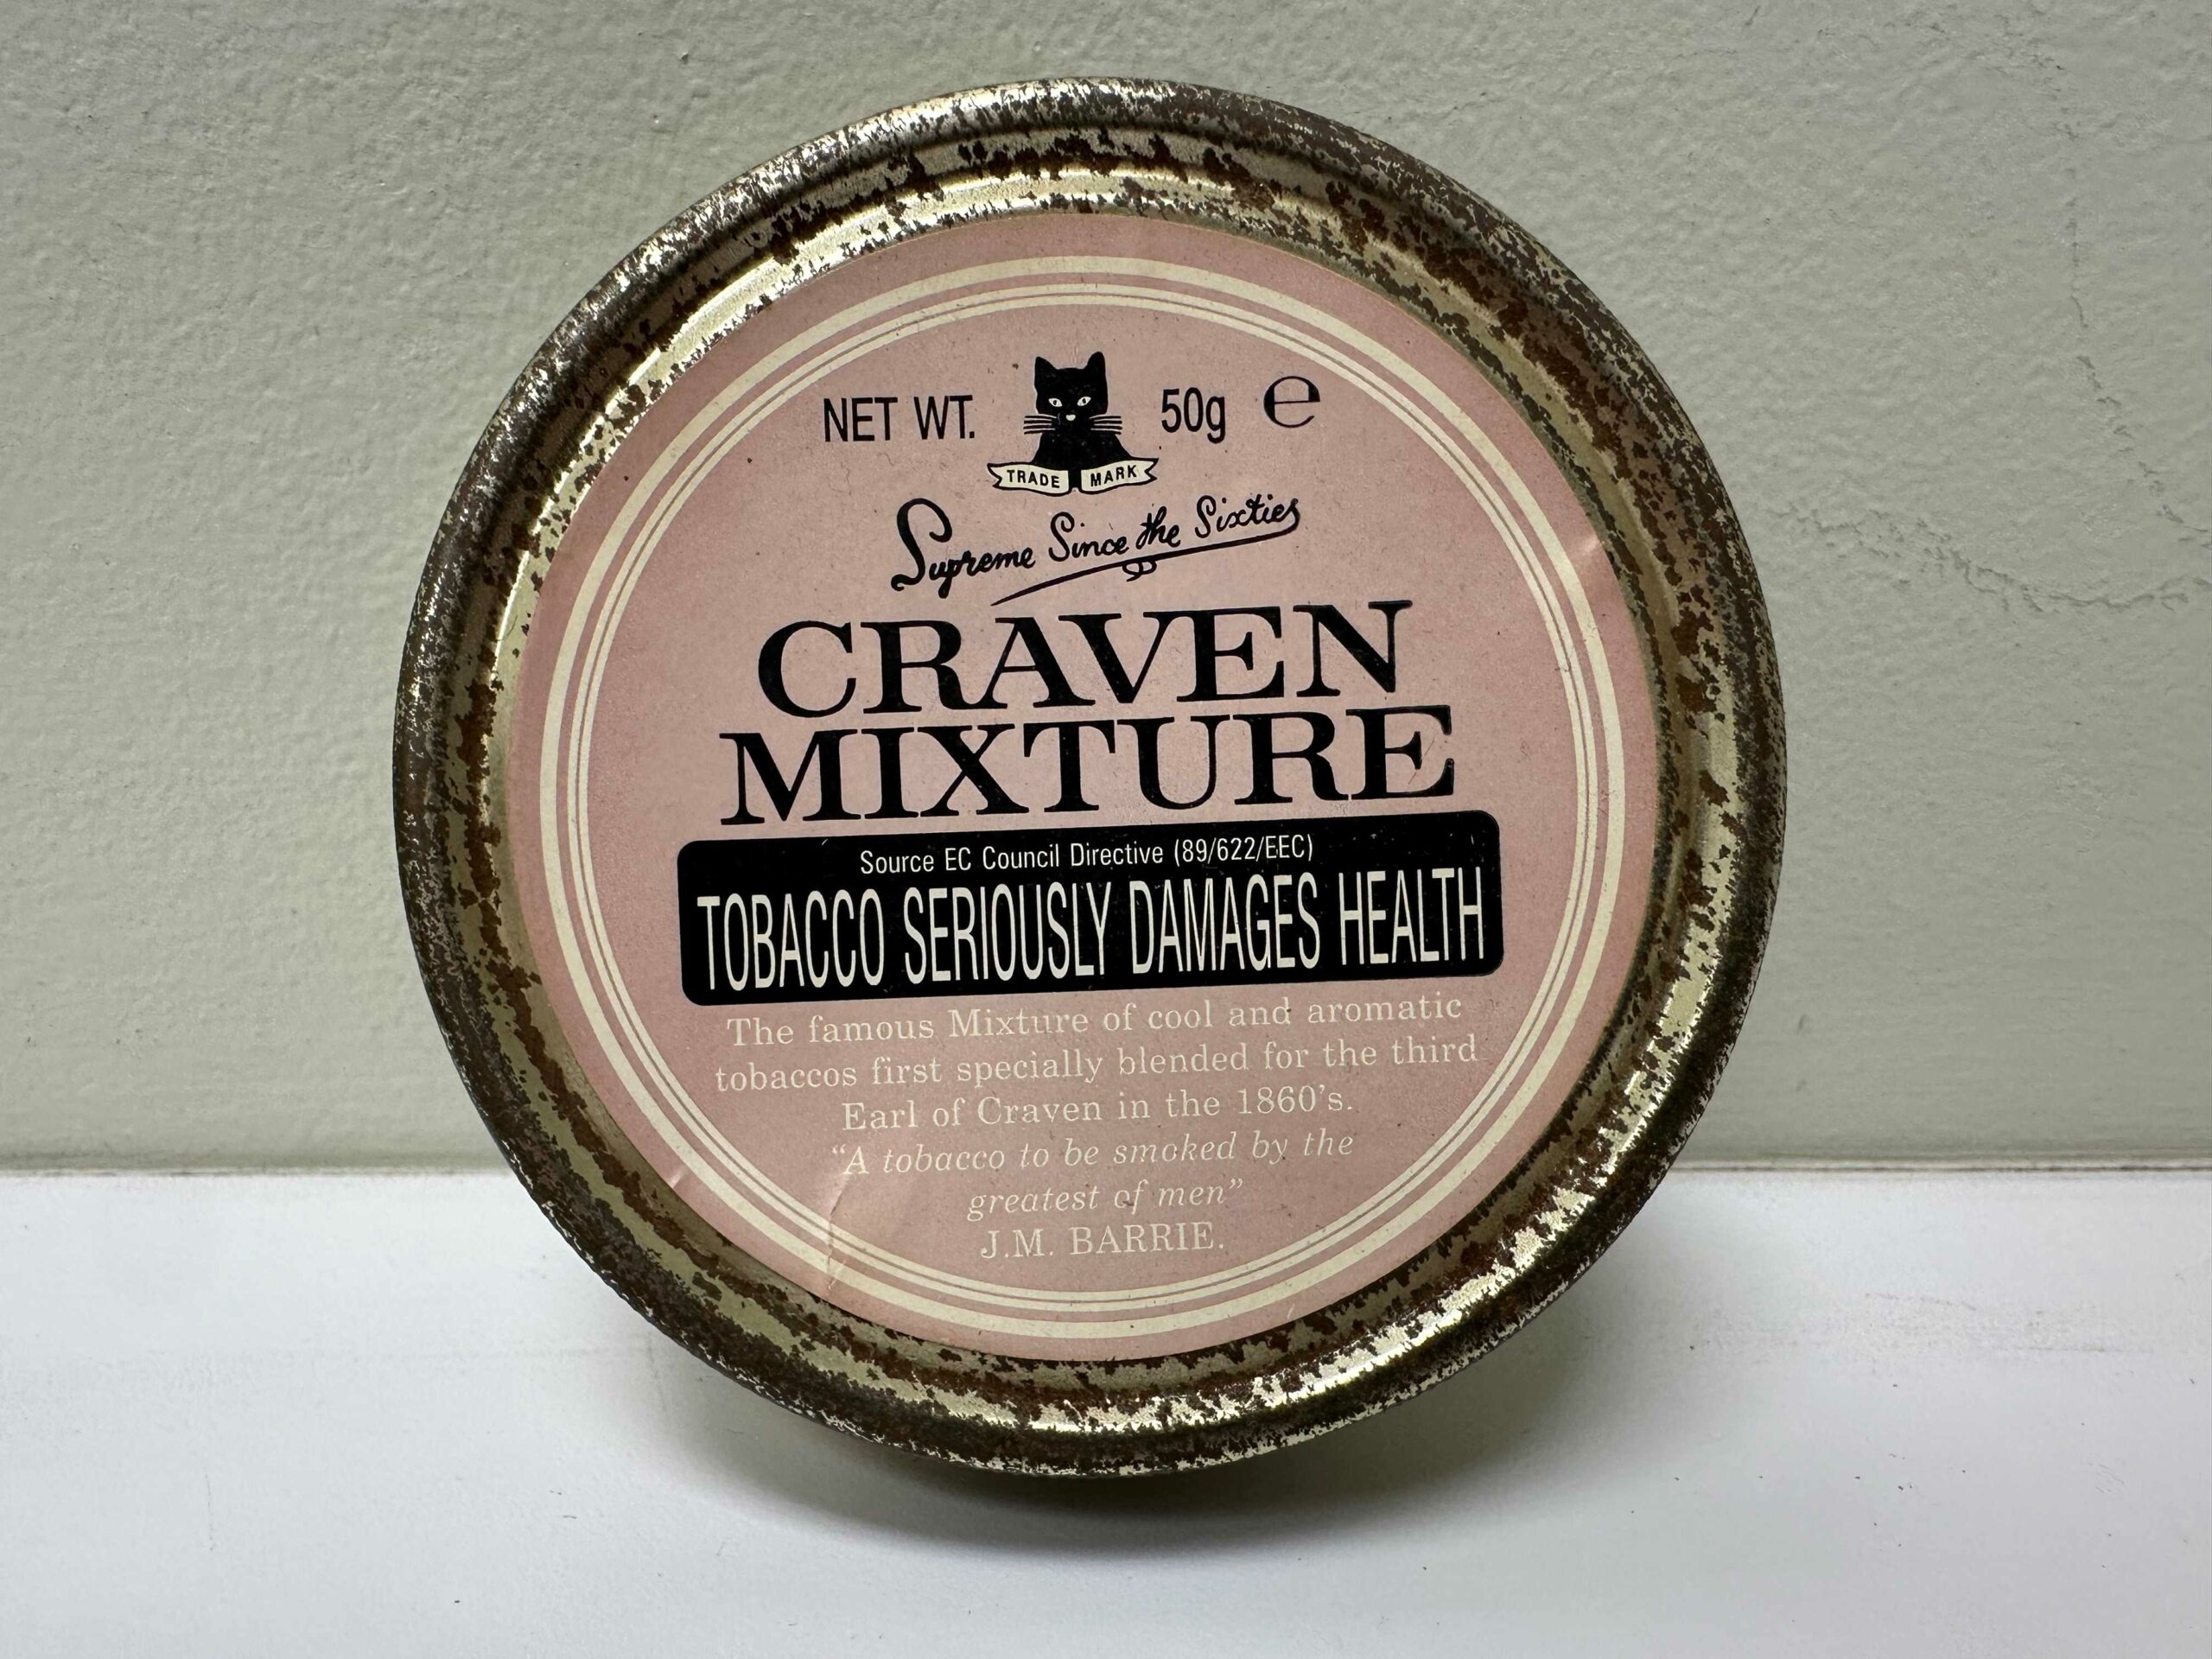 NET WT. 50g ℮
TRADE MARK
Supreme Since the Sixties
CRAVEN
MIXTURE
Source EC Council Directive (89/622/EEC)
TOBACCO SERIOUSLY DAMAGES HEALTH
The famous Mixture of cool and aromatic
tobaccos first specially blended for the third
Earl of Craven in the 1860's.
"A tobacco to be smoked by the
greatest of men"
J.M. BARRIE.